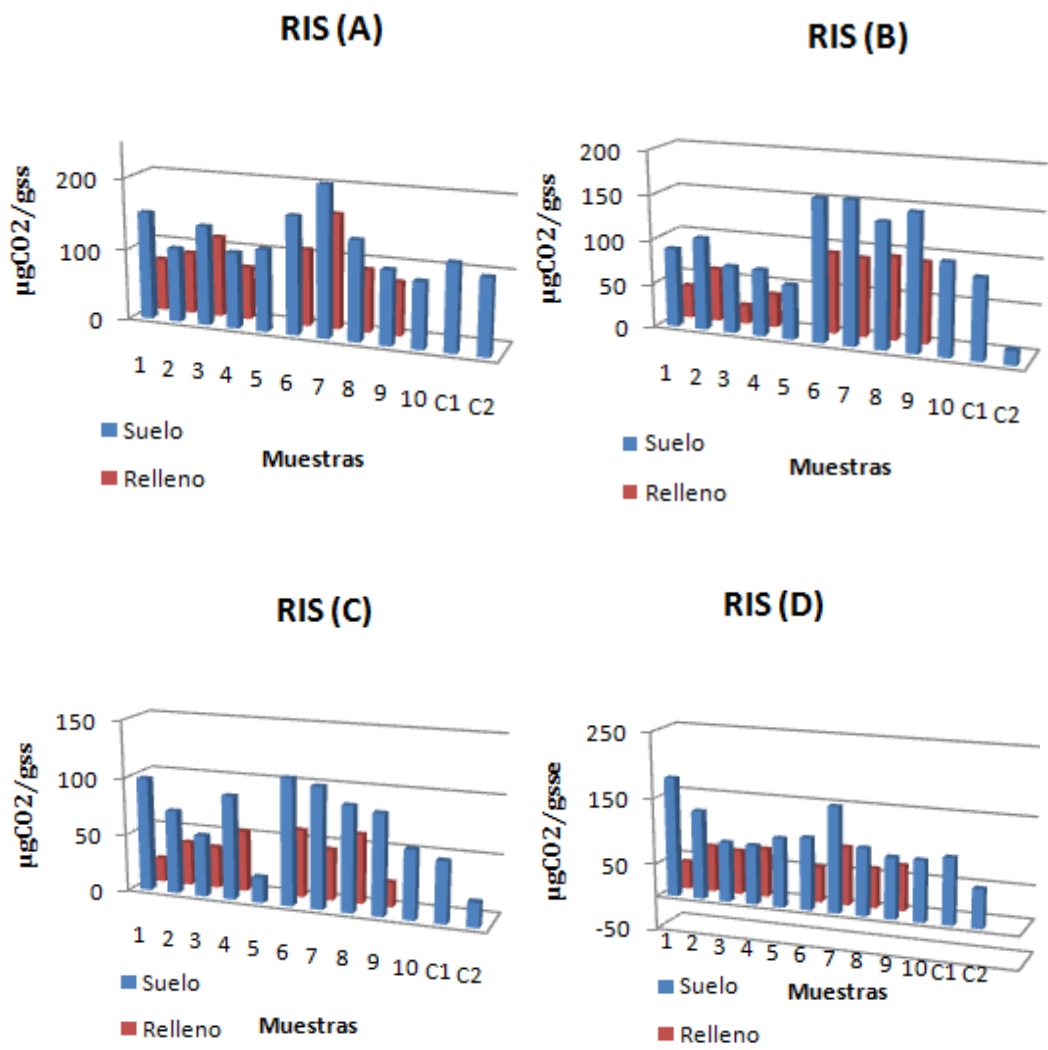 RIS (A)
µgCO2/gss
200
100
0
1 2 3 4 5 6 7 8 9 10 C1 C2
Suelo
Relleno
Muestras
RIS (B)
µgCO2/gss
200
150
100
50
0
1 2 3 4 5 6 7 8 9 10 C1 C2
Suelo
Relleno
Muestras
RIS (C)
µgCO2/gss
150
100
50
0
1 2 3 4 5 6 7 8 9 10 C1 C2
Suelo
Relleno
Muestras
RIS (D)
µgCO2/gsse
250
150
50
-50
1 2 3 4 5 6 7 8 9 10 C1 C2
Suelo
Relleno
Muestras